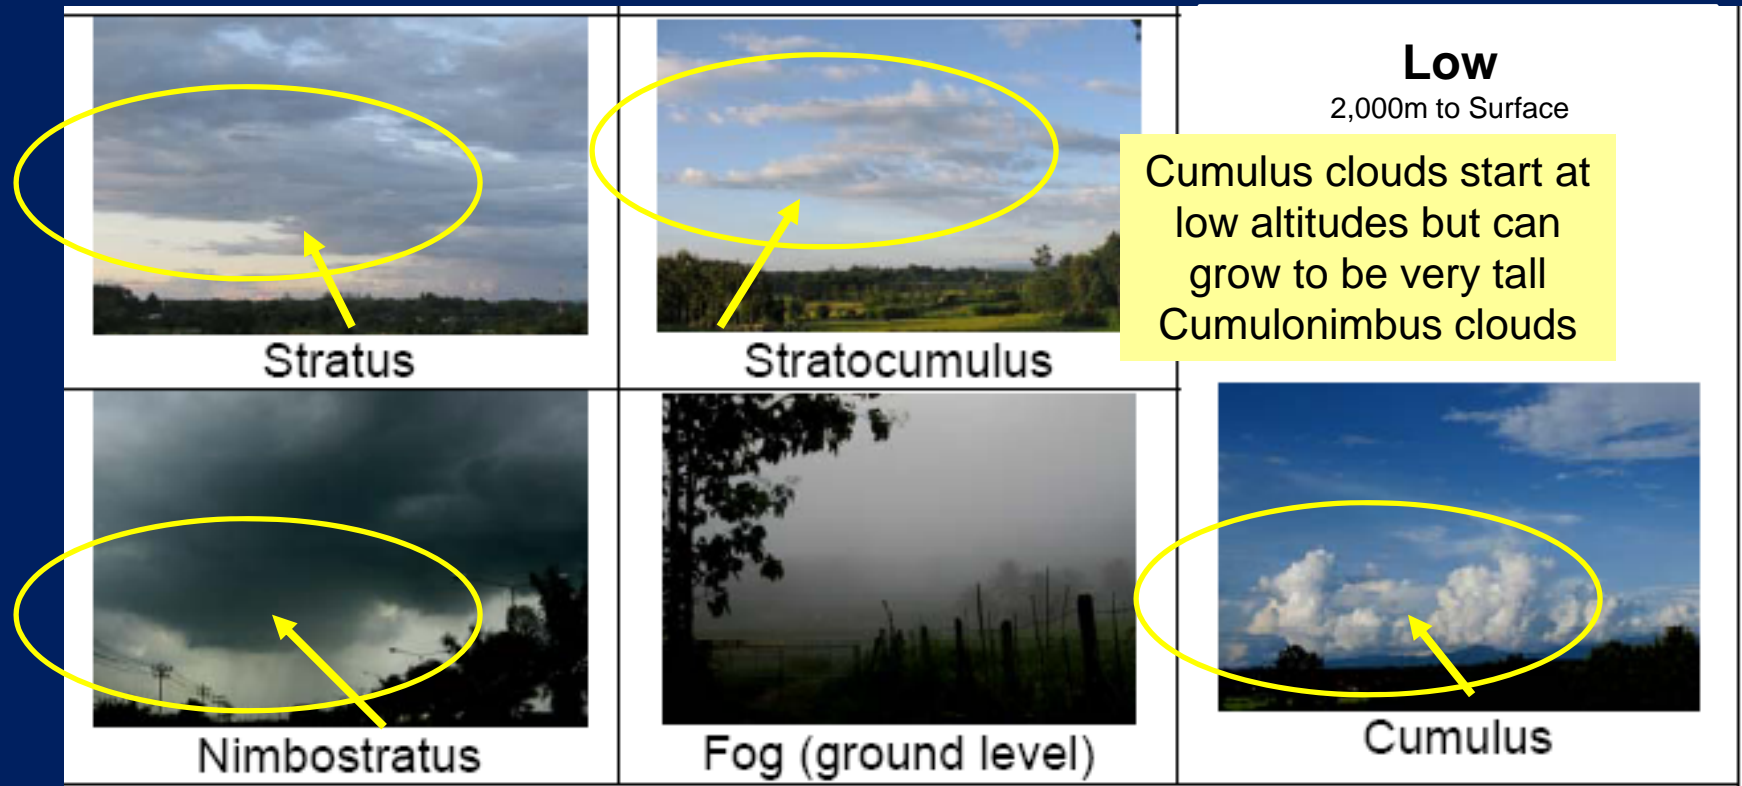 Stratus
Stratocumulus
Low
2,000m to Surface
Cumulus clouds start at
low altitudes but can
grow to be very tall
Cumulonimbus clouds
Nimbostratus
Fog (ground level)
Cumulus